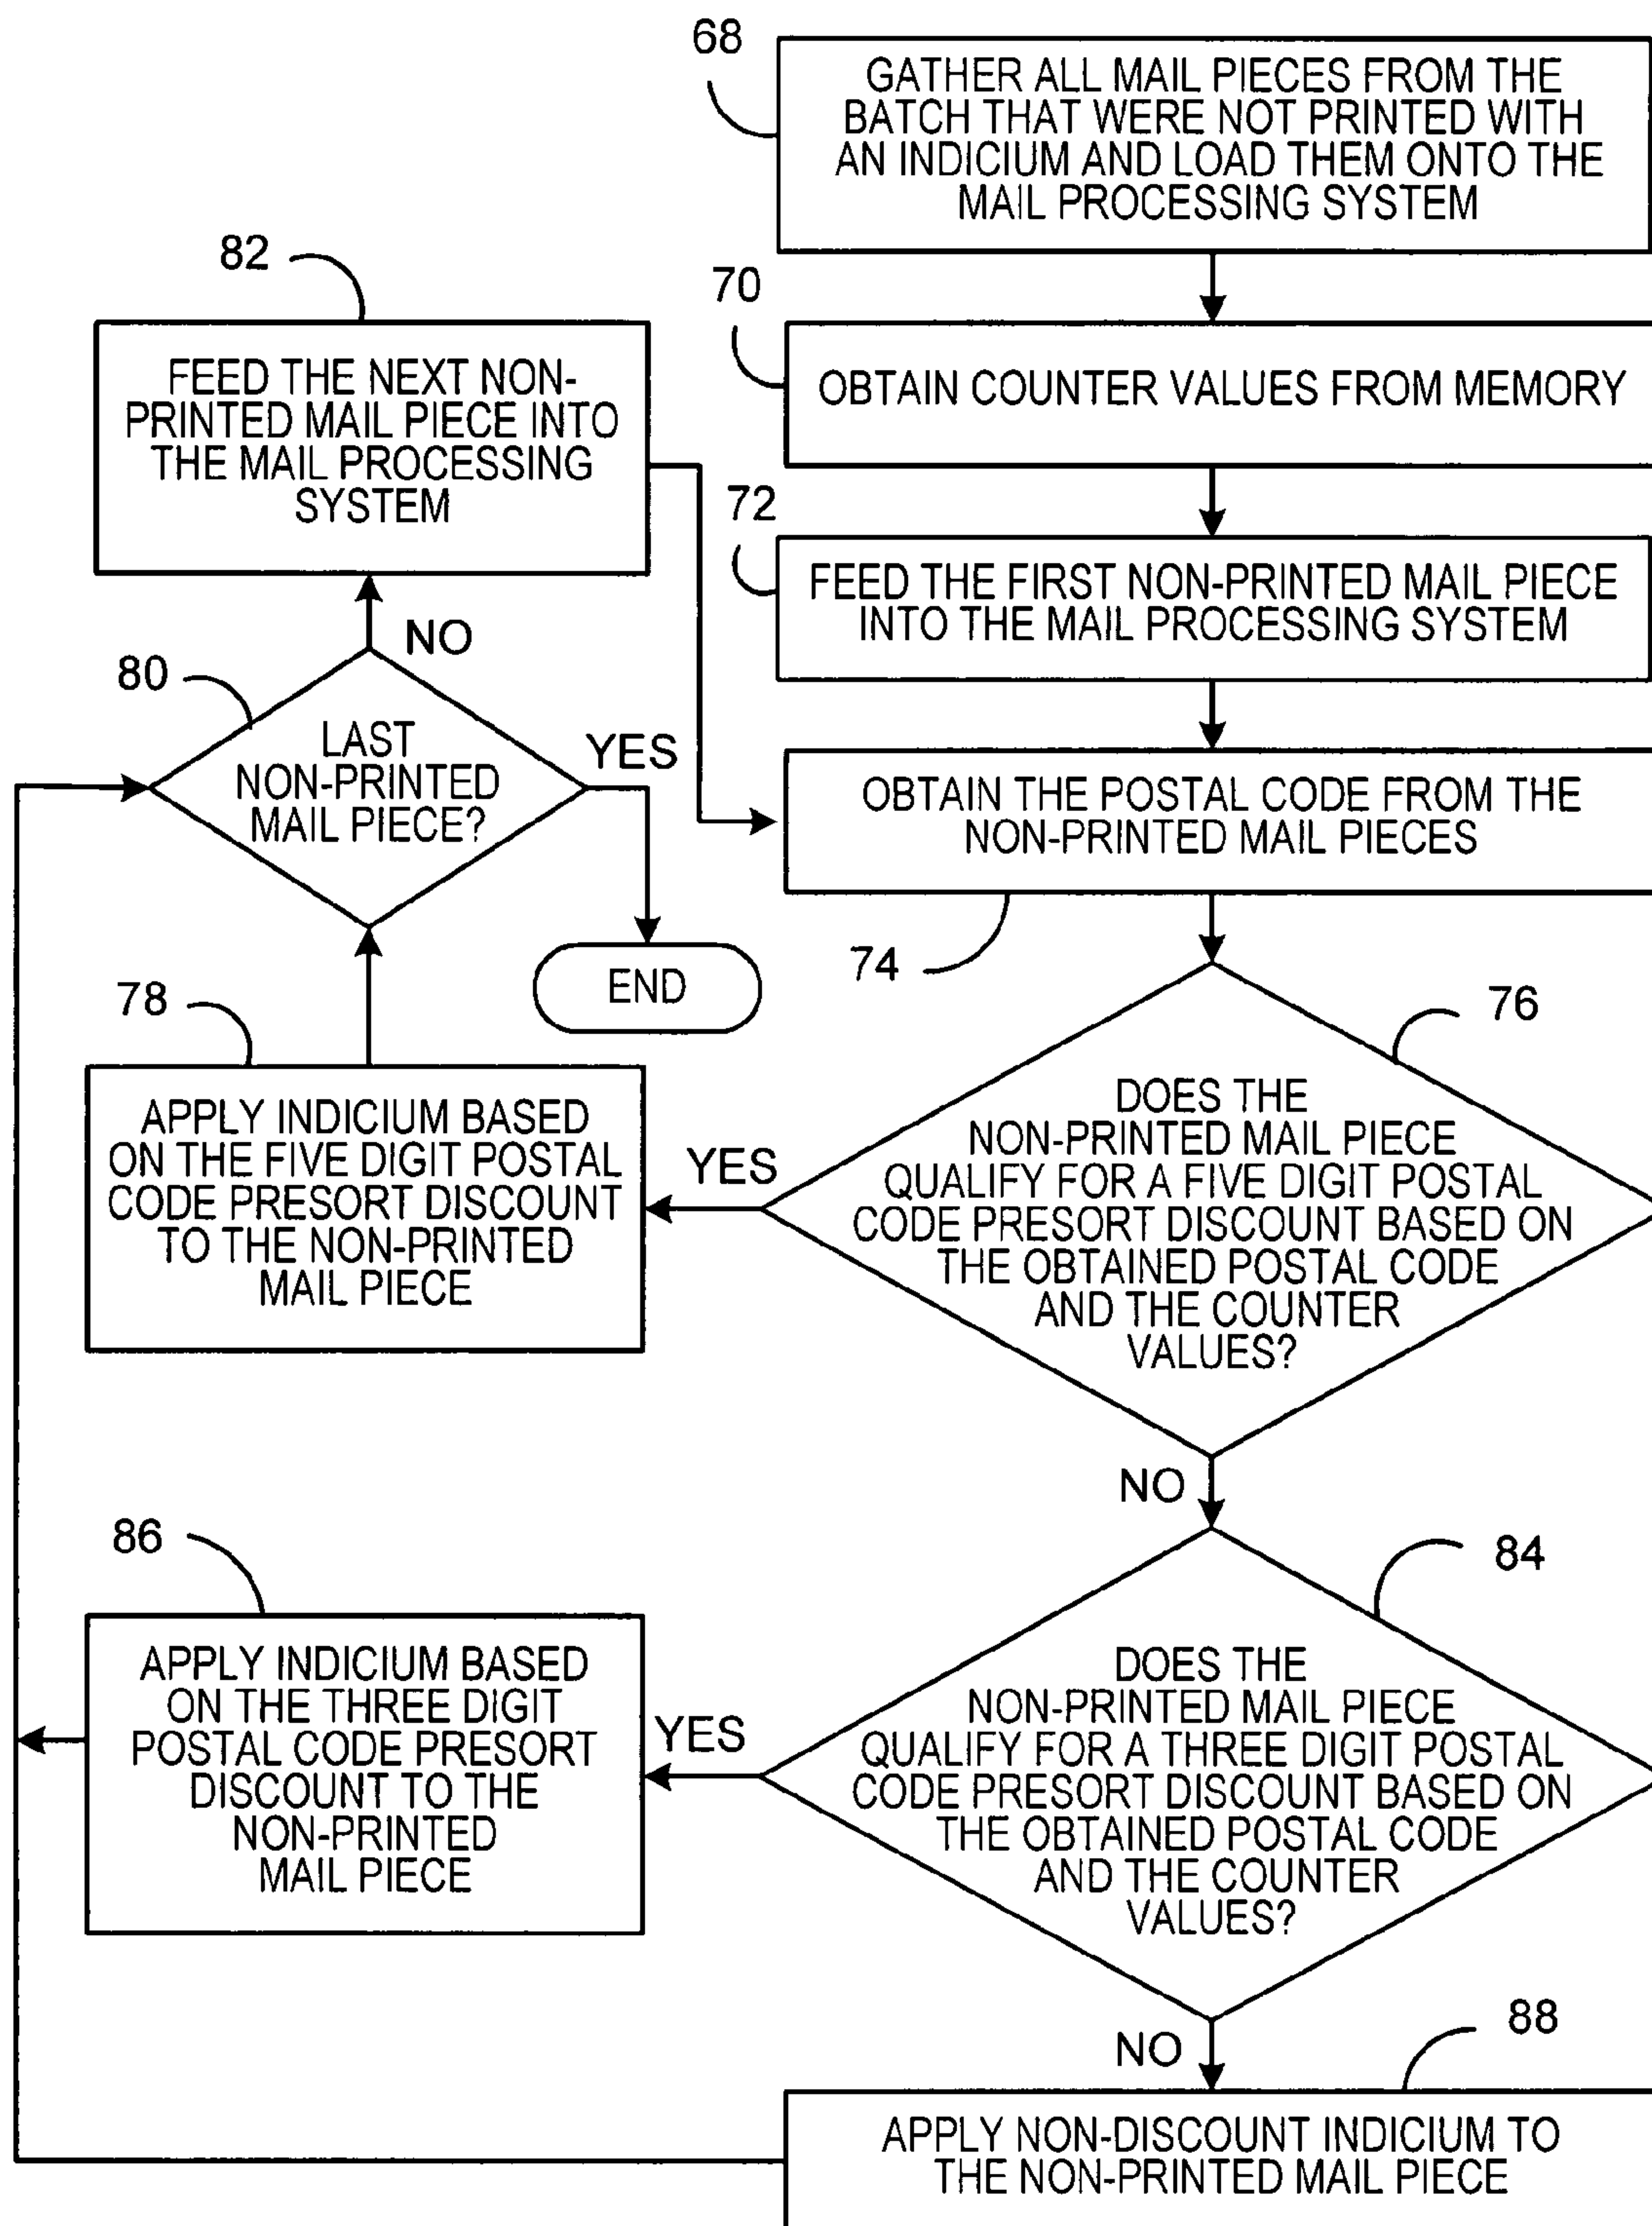 68
GATHER ALL MAIL PIECES FROM THE
BATCH THAT WERE NOT PRINTED WITH
AN INDICIUM AND LOAD THEM ONTO THE
MAIL PROCESSING SYSTEM
70
OBTAIN COUNTER VALUES FROM MEMORY
72
FEED THE FIRST NON-PRINTED MAIL PIECE
INTO THE MAIL PROCESSING SYSTEM
OBTAIN THE POSTAL CODE FROM THE
NON-PRINTED MAIL PIECES
74
76
DOES THE
NON-PRINTED MAIL PIECE
QUALIFY FOR A FIVE DIGIT POSTAL
CODE PRESORT DISCOUNT BASED ON
THE OBTAINED POSTAL CODE
AND THE COUNTER
VALUES?
YES
78
APPLY INDICIUM BASED
ON THE FIVE DIGIT POSTAL
CODE PRESORT DISCOUNT
TO THE NON-PRINTED
MAIL PIECE
80
LAST
NON-PRINTED
MAIL PIECE?
YES
END
NO
82
FEED THE NEXT NON-
PRINTED MAIL PIECE INTO
THE MAIL PROCESSING
SYSTEM
NO
84
DOES THE
NON-PRINTED MAIL PIECE
QUALIFY FOR A THREE DIGIT POSTAL
CODE PRESORT DISCOUNT BASED ON
THE OBTAINED POSTAL CODE
AND THE COUNTER
VALUES?
YES
86
APPLY INDICIUM BASED
ON THE THREE DIGIT
POSTAL CODE PRESORT
DISCOUNT TO THE
NON-PRINTED
MAIL PIECE
NO
88
APPLY NON-DISCOUNT INDICIUM TO
THE NON-PRINTED MAIL PIECE